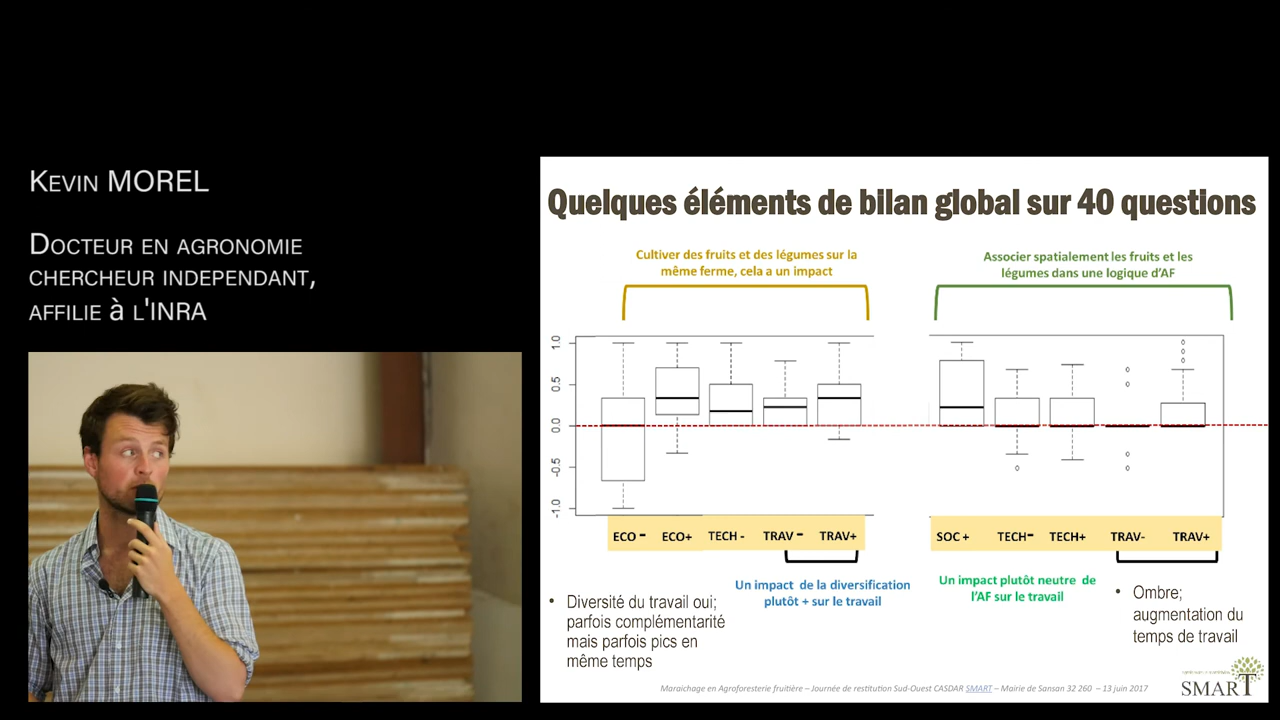 Kevin MOREL
Docteur en agronomie
chercheur independant,
affilie à l'INRA
Quelques éléments de bilan global sur 40 questions
Cultiver des fruits et des légumes sur la
même ferme, cela a un impact
Associer spatialement les fruits et les
légumes dans une logique d'AF
1.0
0.5
0.0
-0.5
-1.0
ECO - ECO+ TECH - TRAV - TRAV+
SOC + TECH- TECH+ TRAV- TRAV+
Un impact de la diversification
plutôt + sur le travail
Un impact plutôt neutre de
l'AF sur le travail
• Diversité du travail oui;
parfois complémentarité
mais parfois pics en
même temps
• Ombre;
augmentation du
temps de travail
Maraichage en Agroforesterie fruitière – Journée de restitution Sud-Ouest CASDAR SMART – Mairie de Sansan 32 260 – 13 juin 2017
SMART